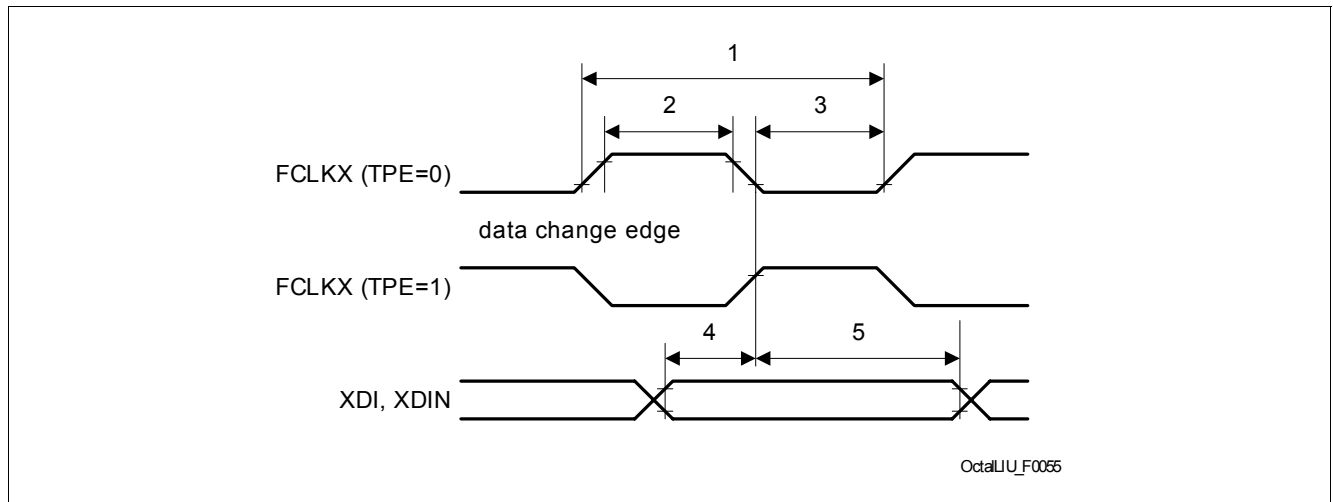 1
2 3
FCLKX (TPE=0)
data change edge
FCLKX (TPE=1)
4 5
XDI, XDIN
OctalLIU_F0055